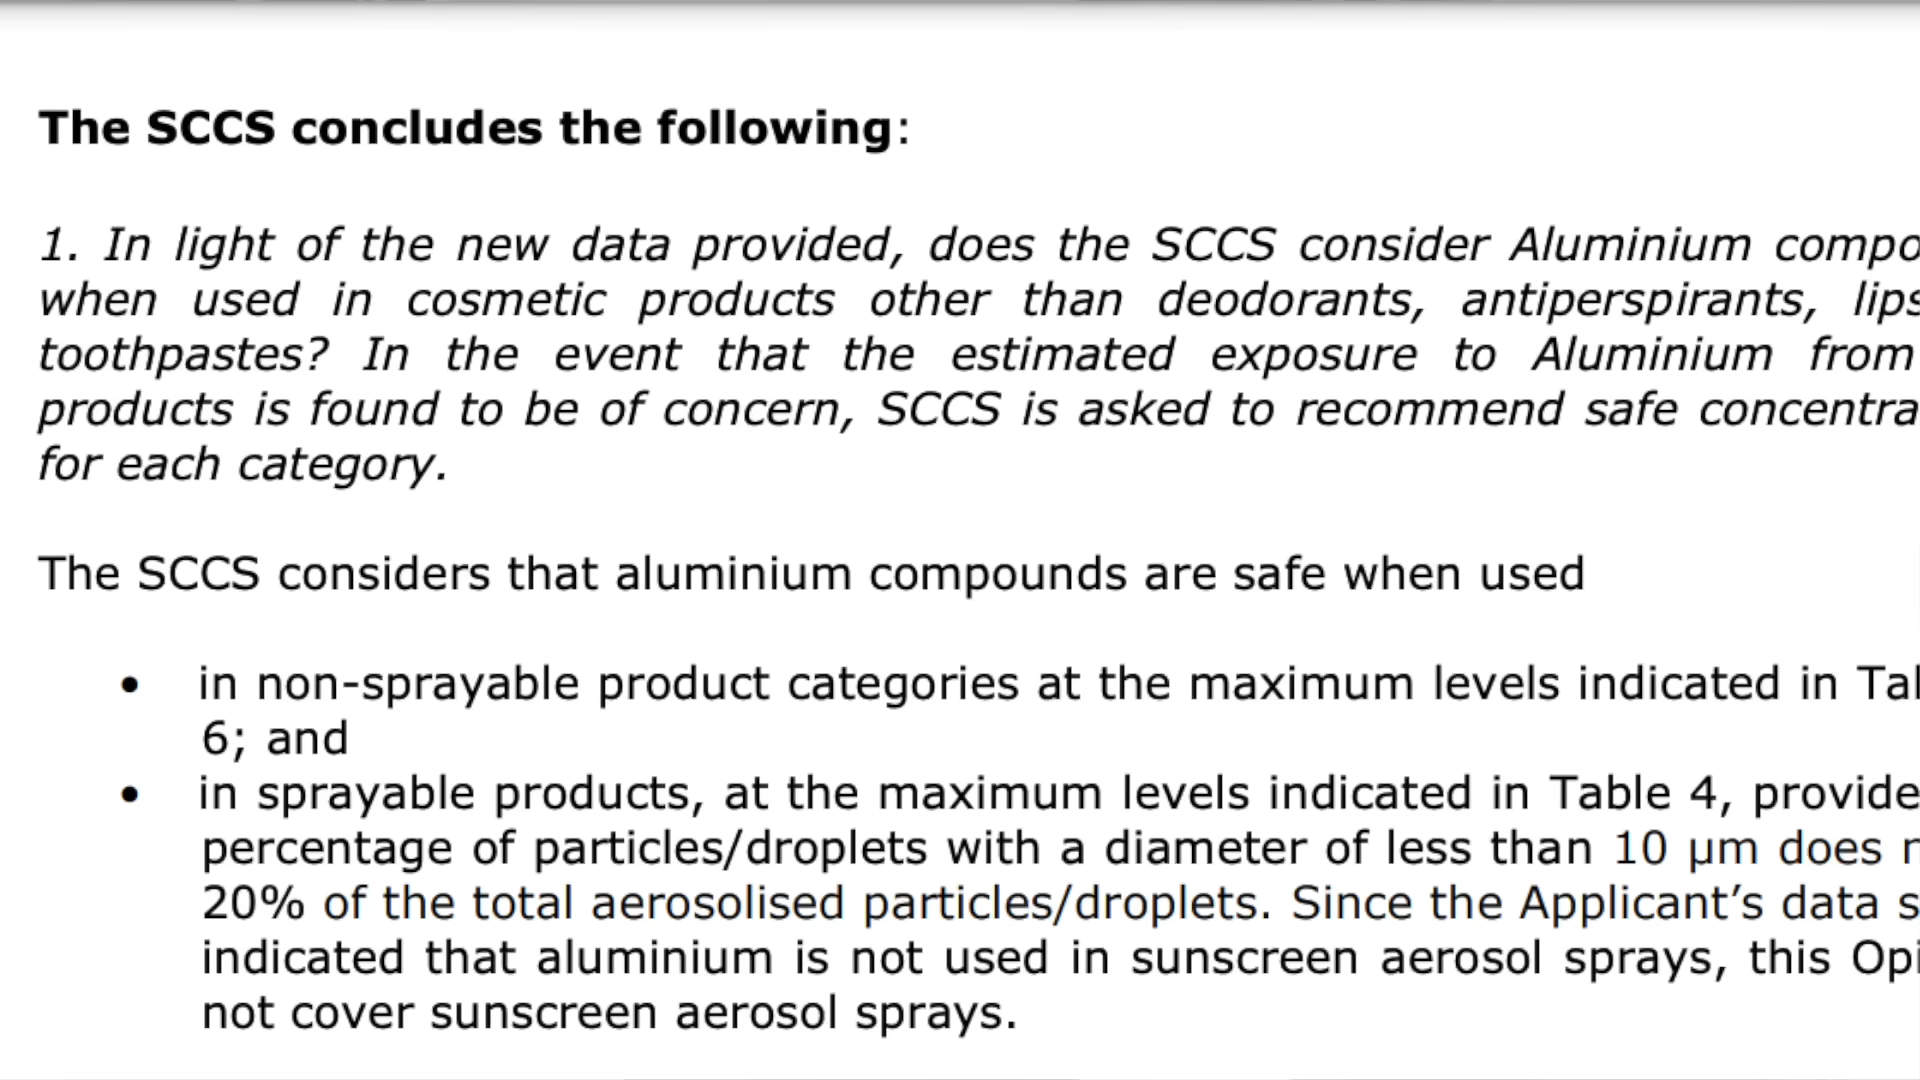 The SCCS concludes the following:
1. In light of the new data provided, does the SCCS consider Aluminium compo
when used in cosmetic products other than deodorants, antiperspirants, lips
toothpastes? In the event that the estimated exposure to Aluminium from
products is found to be of concern, SCCS is asked to recommend safe concentra
for each category.
The SCCS considers that aluminium compounds are safe when used
• in non-sprayable product categories at the maximum levels indicated in Tab
6; and
• in sprayable products, at the maximum levels indicated in Table 4, provide
percentage of particles/droplets with a diameter of less than 10 µm does
20% of the total aerosolised particles/droplets. Since the Applicant’s data s
indicated that aluminium is not used in sunscreen aerosol sprays, this Opi
not cover sunscreen aerosol sprays.